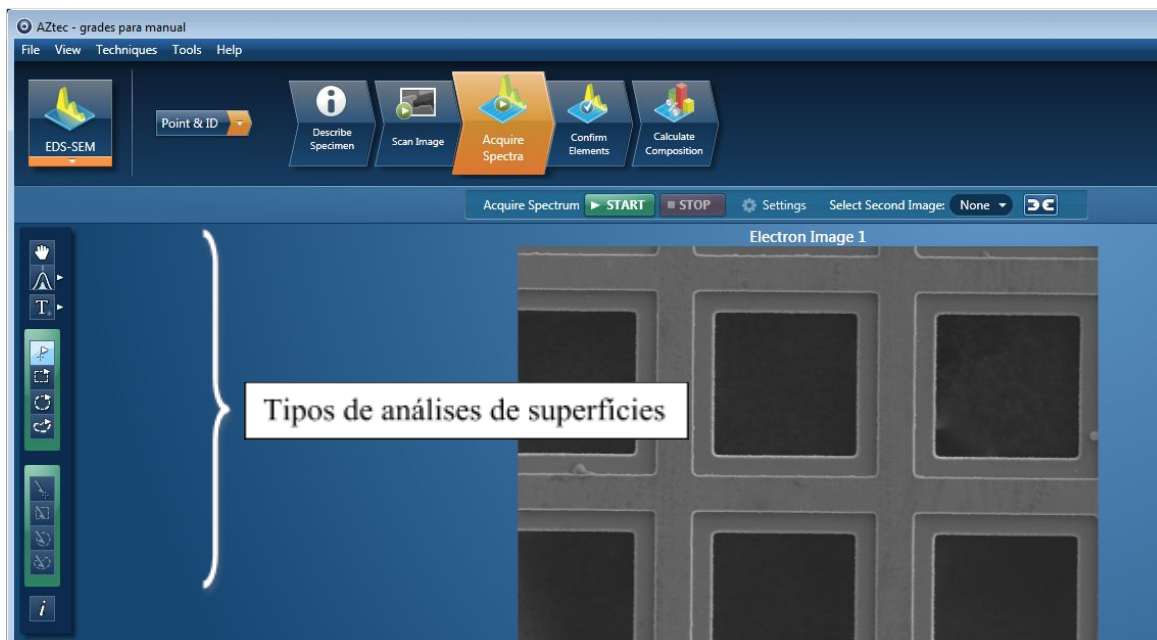 AZtec - grades para manual
File View Techniques Tools Help
EDS-SEM
Point & ID
Describe
Specimen
Scan Image
Acquire
Spectra
Confirm
Elements
Calculate
Composition
Acquire Spectrum START STOP Settings Select Second Image: None
Electron Image 1
T
Tipos de análises de superfícies
i